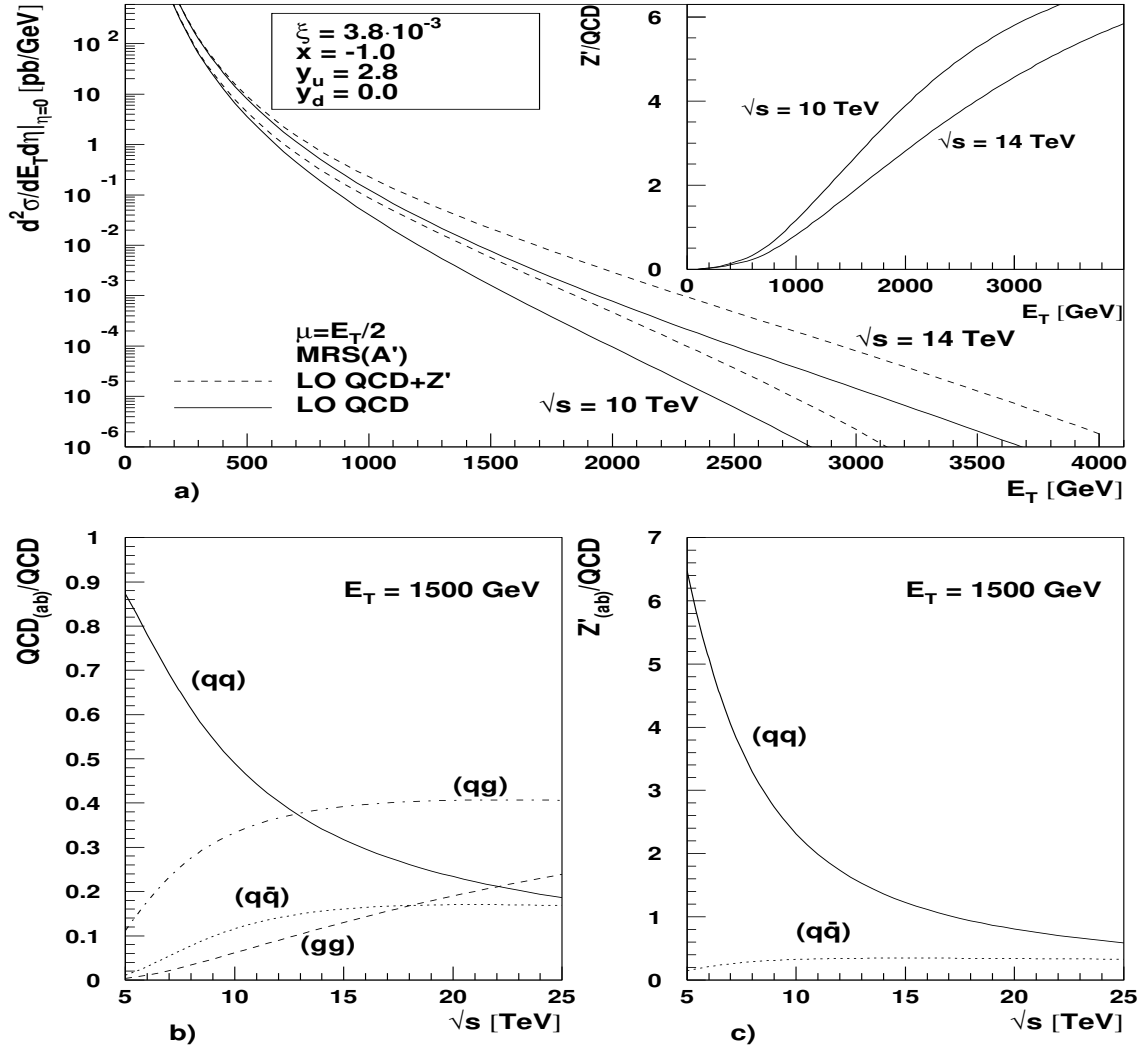 d²σ/dE_Tdη|_η=0 [pb/GeV]
10²
10
1
10⁻¹
10⁻²
10⁻³
10⁻⁴
10⁻⁵
10⁻⁶
ξ = 3.8·10⁻³
x = -1.0
y_u = 2.8
y_d = 0.0
μ=E_T/2
MRS(A')
LO QCD+Z'
LO QCD
√s = 10 TeV
√s = 14 TeV
0 500 1000 1500 2000 2500 3000 3500 4000
a)
E_T [GeV]
Z'/QCD
6
4
2
0
√s = 10 TeV
√s = 14 TeV
0 1000 2000 3000
E_T [GeV]
QCD_(ab)/QCD
1
0.9
0.8
0.7
0.6
0.5
0.4
0.3
0.2
0.1
0
E_T = 1500 GeV
(qq)
(qg)
(qq̄)
(gg)
5 10 15 20 25
√s [TeV]
b)
Z'_(ab)/QCD
7
6
5
4
3
2
1
0
E_T = 1500 GeV
(qq)
(qq̄)
5 10 15 20 25
√s [TeV]
c)